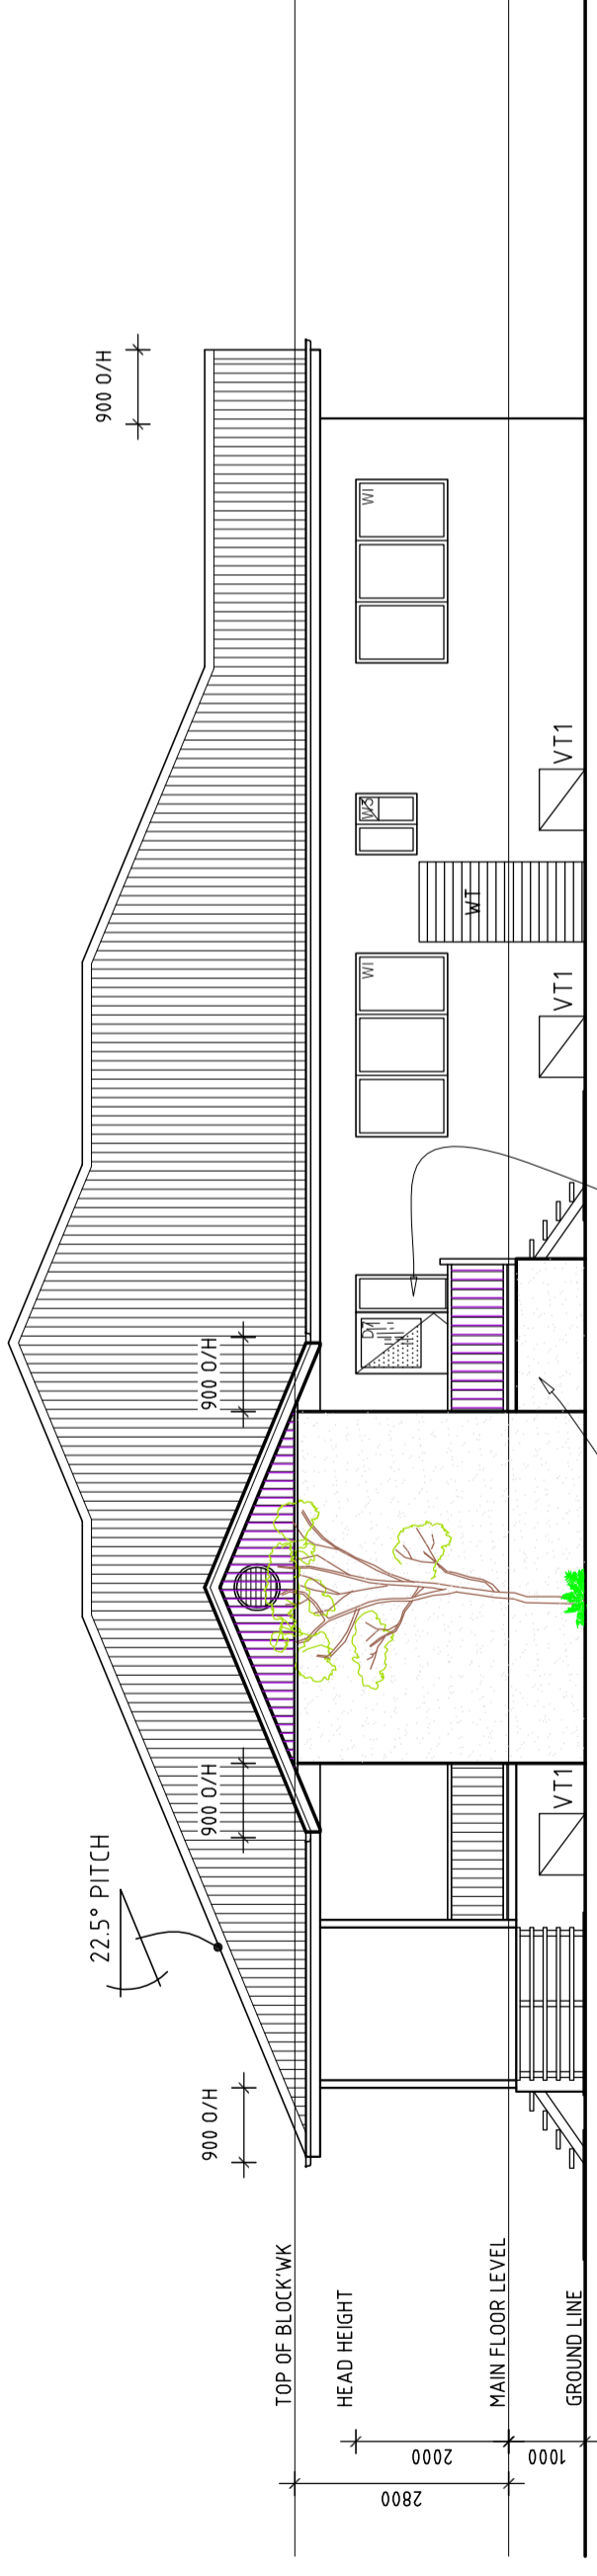 22.5° PITCH
900 O/H
900 O/H
900 O/H
900 O/H
TOP OF BLOCK'WK
HEAD HEIGHT
MAIN FLOOR LEVEL
GROUND LINE
2800
2000
1000
VT1
D7
W1
VT1
WT
W3
VT1
W1